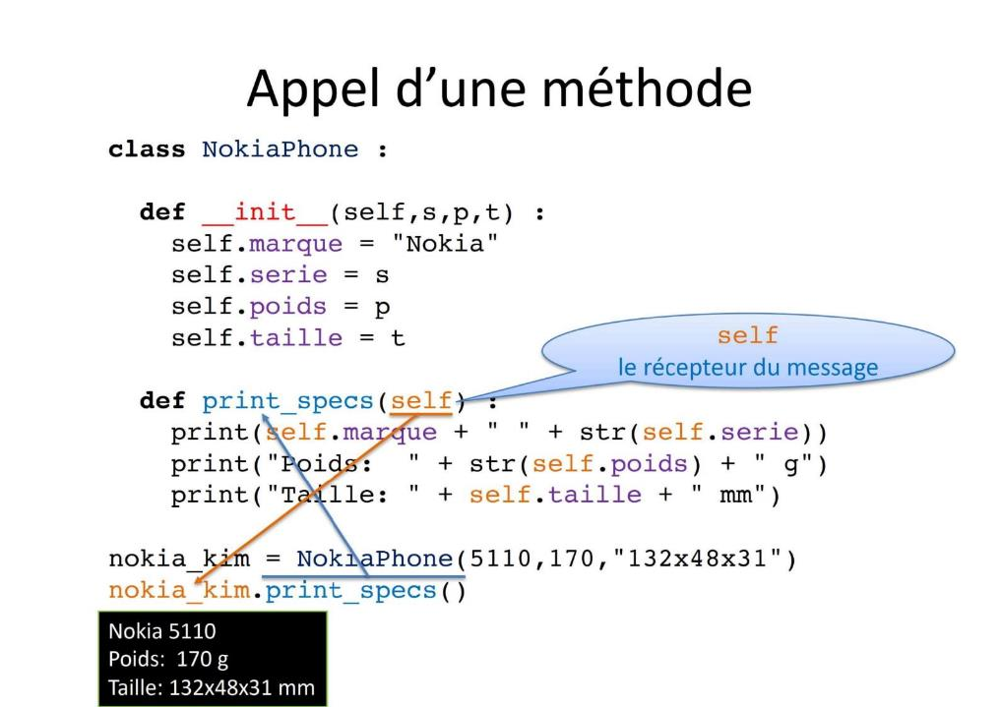 Appel d’une méthode
class NokiaPhone :
def __init__(self,s,p,t) :
self.marque = "Nokia"
self.serie = s
self.poids = p
self.taille = t
self
le récepteur du message
def print_specs(self) :
print(self.marque + " " + str(self.serie))
print("Poids:  " + str(self.poids) + " g")
print("Taille: " + self.taille + " mm")
nokia_kim = NokiaPhone(5110,170,"132x48x31")
nokia_kim.print_specs()
Nokia 5110
Poids:  170 g
Taille: 132x48x31 mm